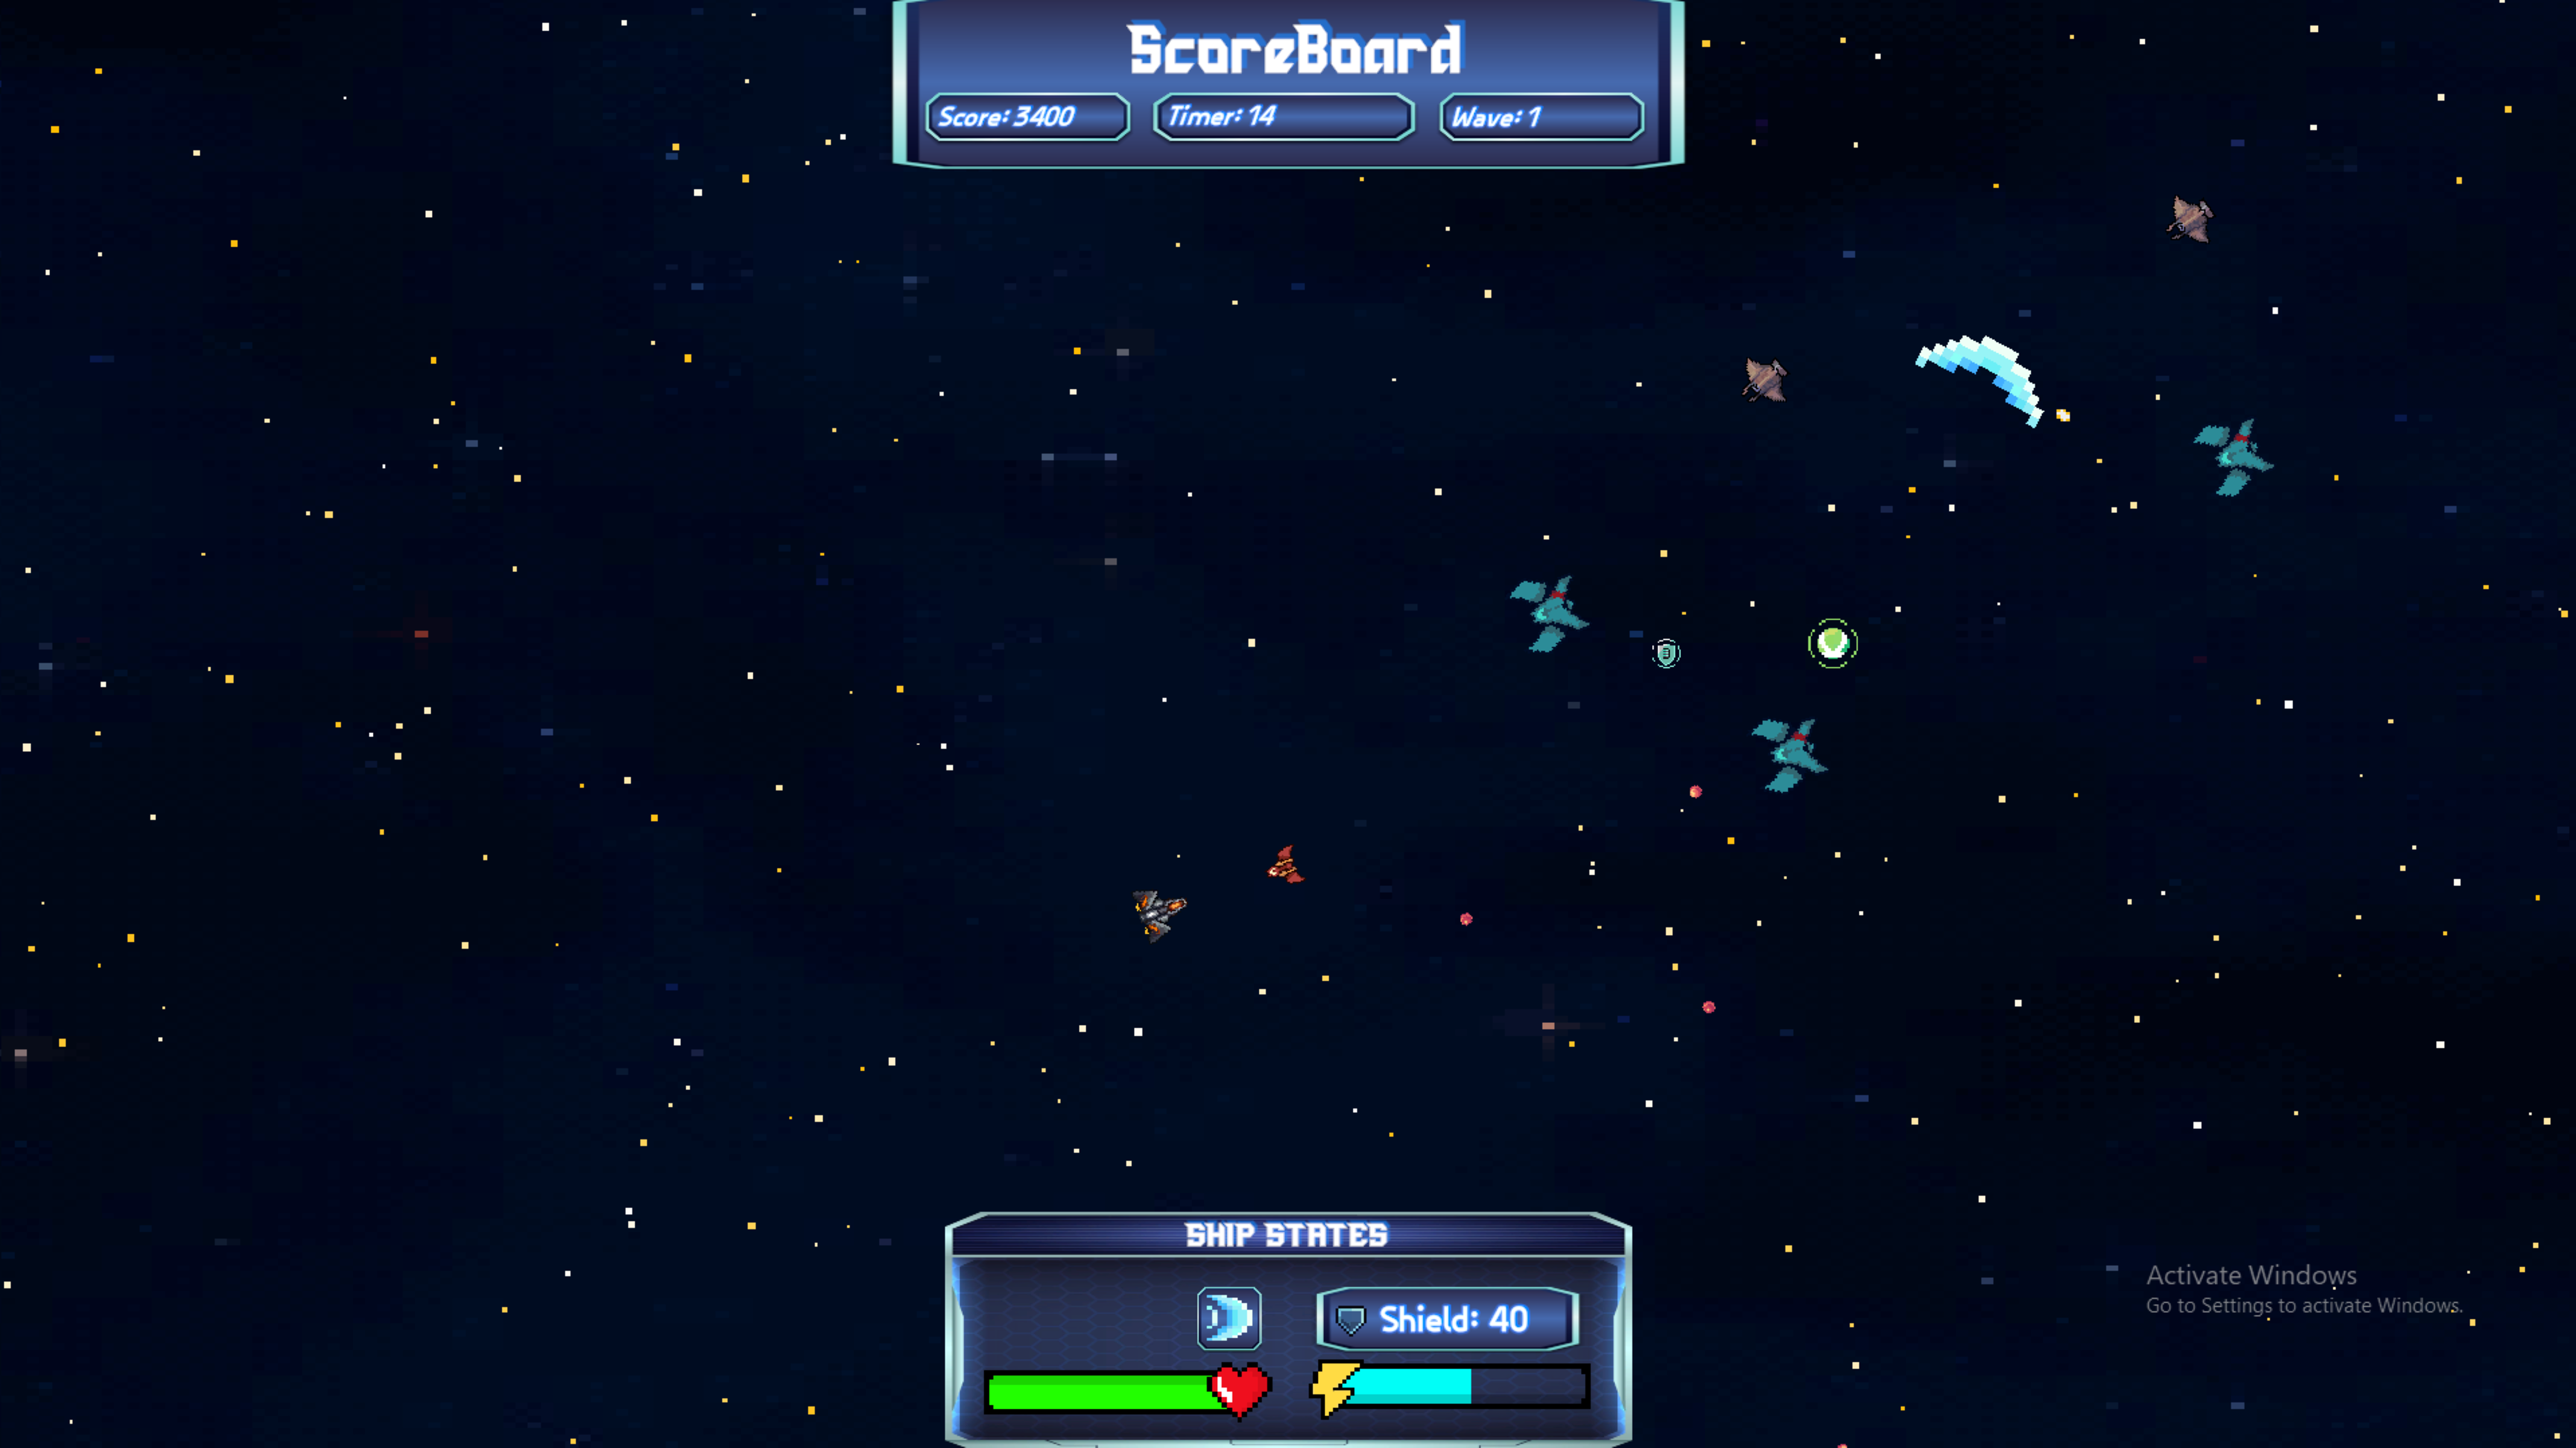 ScoreBoard
Score: 3400 Timer: 14 Wave: 1
SHIP STATES
Shield: 40
Activate Windows
Go to Settings to activate Windows.